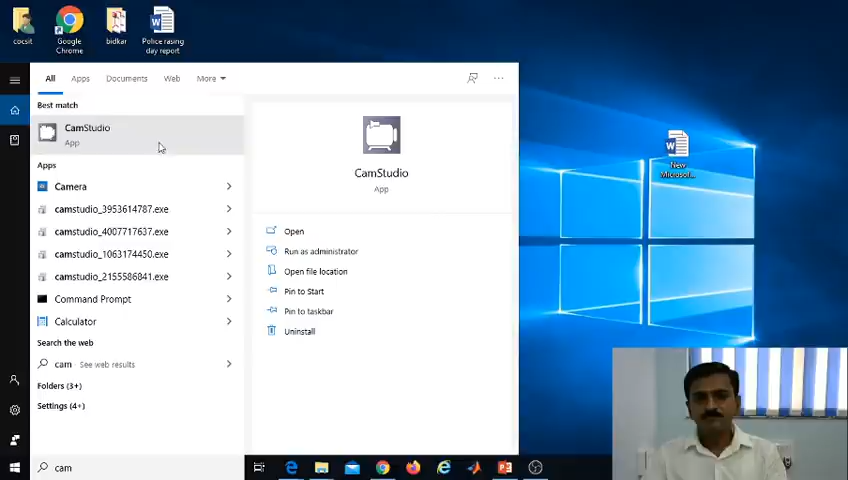 cocsit
Google
Chrome
bidkar
Police rasing
day report
All
Apps
Documents
Web
More
Best match
CamStudio
App
Apps
Camera
camstudio_3953614787.exe
camstudio_4007717637.exe
camstudio_1063174450.exe
camstudio_2155586841.exe
Command Prompt
Calculator
Search the web
cam See web results
Folders (3+)
Settings (4+)
cam
CamStudio
App
Open
Run as administrator
Open file location
Pin to Start
Pin to taskbar
Uninstall
New
Microsof...